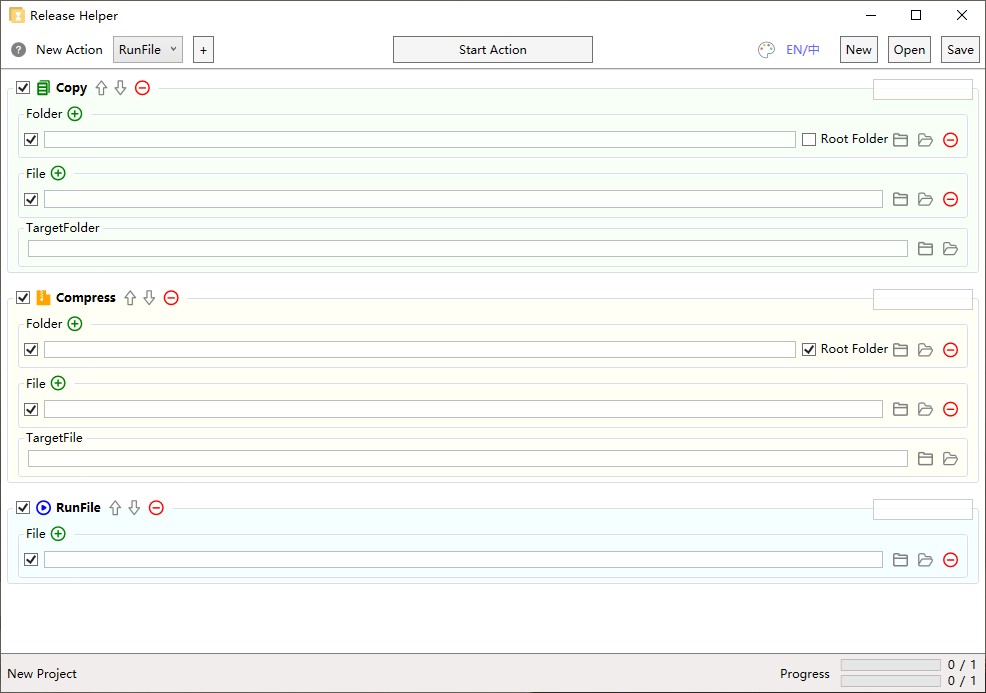 Release Helper
? New Action RunFile + Start Action EN/中 New Open Save
Copy
Folder
Root Folder
File
TargetFolder
Compress
Folder
Root Folder
File
TargetFile
RunFile
File
New Project
Progress
0 / 1
0 / 1